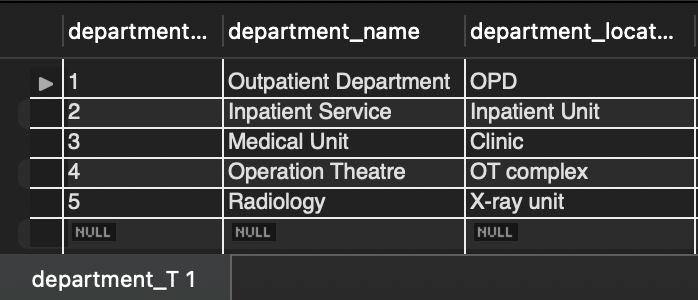 department... department_name department_locat...
1 Outpatient Department OPD
2 Inpatient Service Inpatient Unit
3 Medical Unit Clinic
4 Operation Theatre OT complex
5 Radiology X-ray unit
NULL NULL NULL
department_T 1